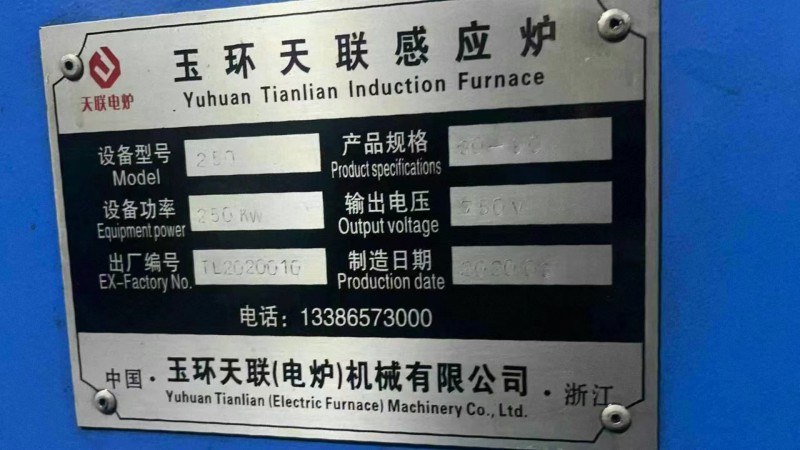 天联电炉
玉环天联感应炉
Yuhuan Tianlian Induction Furnace
设备型号 250 产品规格
Model Product specifications
设备功率 250KW 输出电压
Equipment power Output voltage
出厂编号 TL2020010 制造日期
EX-Factory No. Production date
电话：13386573000
中国·玉环天联(电炉)机械有限公司·浙江
Yuhuan Tianlian (Electric Furnace) Machinery Co., Ltd.